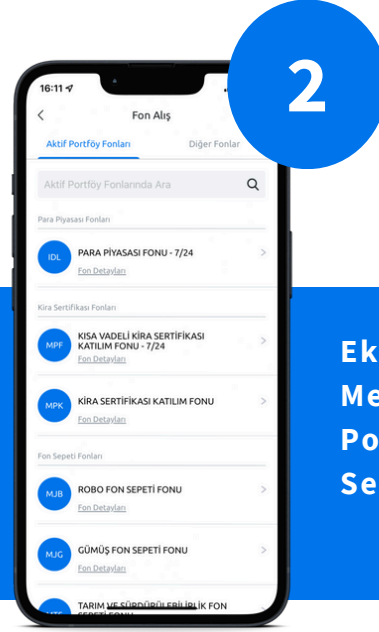 2
16:11
Fon Alış
Aktif Portföy Fonları
Diğer Fonlar
Aktif Portföy Fonlarında Ara
Para Piyasası Fonları
IDL
PARA PİYASASI FONU - 7/24
Fon Detayları
Kira Sertifikası Fonları
MPF
KISA VADELİ KİRA SERTİFİKASI
KATILIM FONU - 7/24
Fon Detayları
MPK
KİRA SERTİFİKASI KATILIM FONU
Fon Detayları
Fon Sepeti Fonları
MJB
ROBO FON SEPETİ FONU
Fon Detayları
MJG
GÜMÜŞ FON SEPETİ FONU
Fon Detayları
MTS
TARIM VE SÜRDÜRÜLEBİLİRLİK FON
SEPETİ FONU
Ek
Me
Po
Se